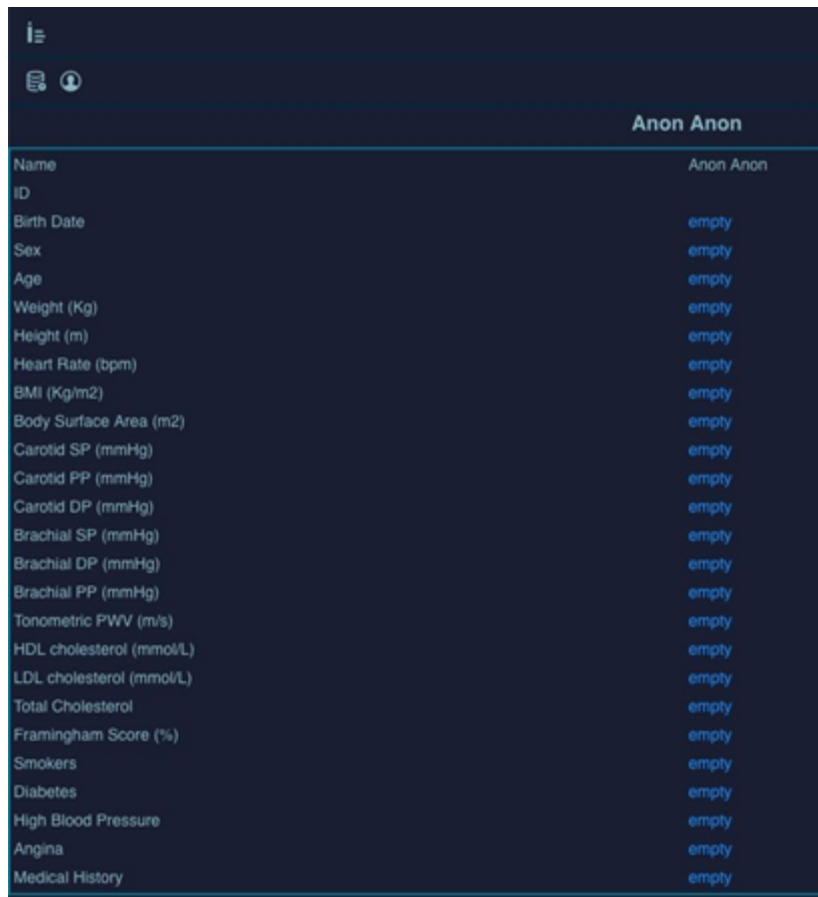 Anon Anon
Name Anon Anon
ID
Birth Date empty
Sex empty
Age empty
Weight (Kg) empty
Height (m) empty
Heart Rate (bpm) empty
BMI (Kg/m2) empty
Body Surface Area (m2) empty
Carotid SP (mmHg) empty
Carotid PP (mmHg) empty
Carotid DP (mmHg) empty
Brachial SP (mmHg) empty
Brachial DP (mmHg) empty
Brachial PP (mmHg) empty
Tonometric PWV (m/s) empty
HDL cholesterol (mmol/L) empty
LDL cholesterol (mmol/L) empty
Total Cholesterol empty
Framingham Score (%) empty
Smokers empty
Diabetes empty
High Blood Pressure empty
Angina empty
Medical History empty